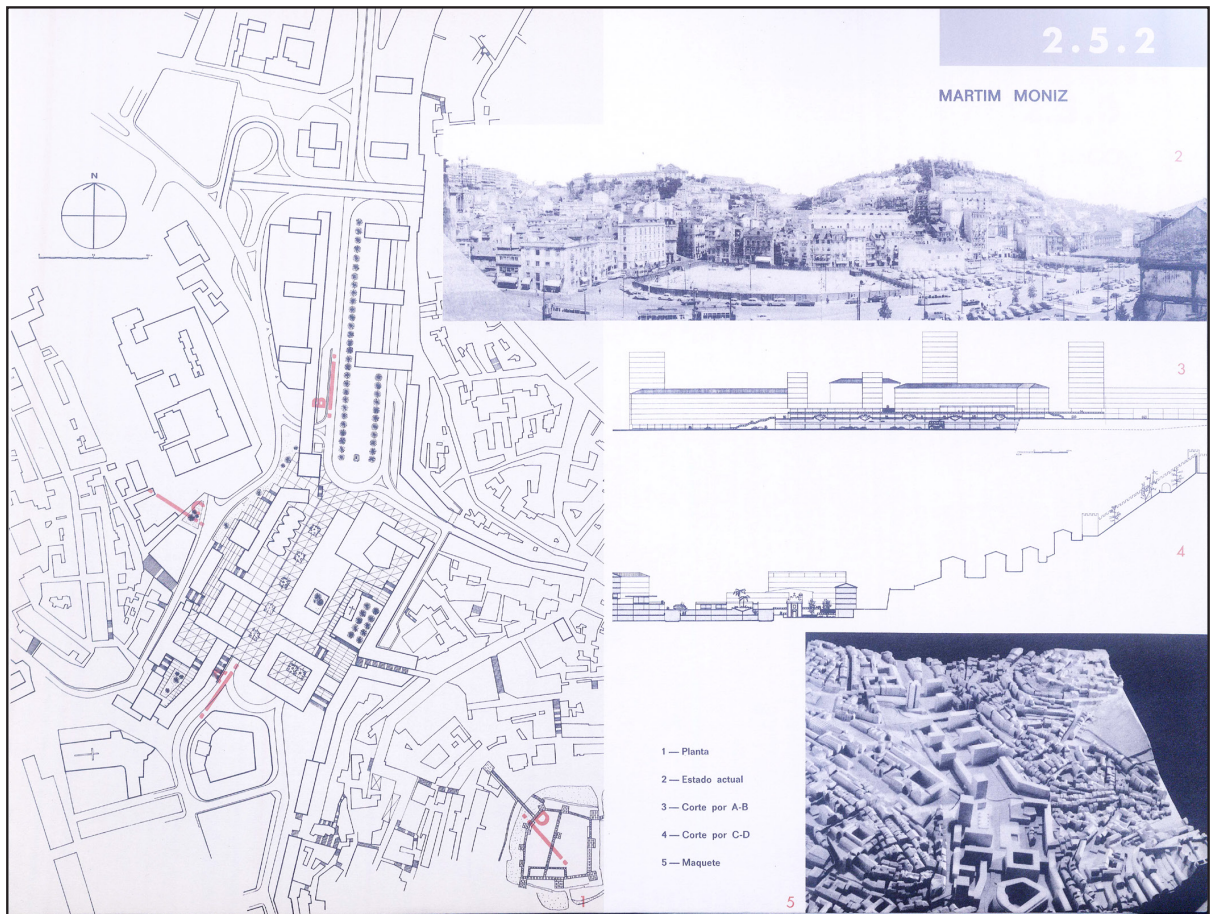 2.5.2
MARTIM MONIZ
N
2
3
4
B
C
A
D
1 — Planta
2 — Estado actual
3 — Corte por A-B
4 — Corte por C-D
5 — Maquete
1
5